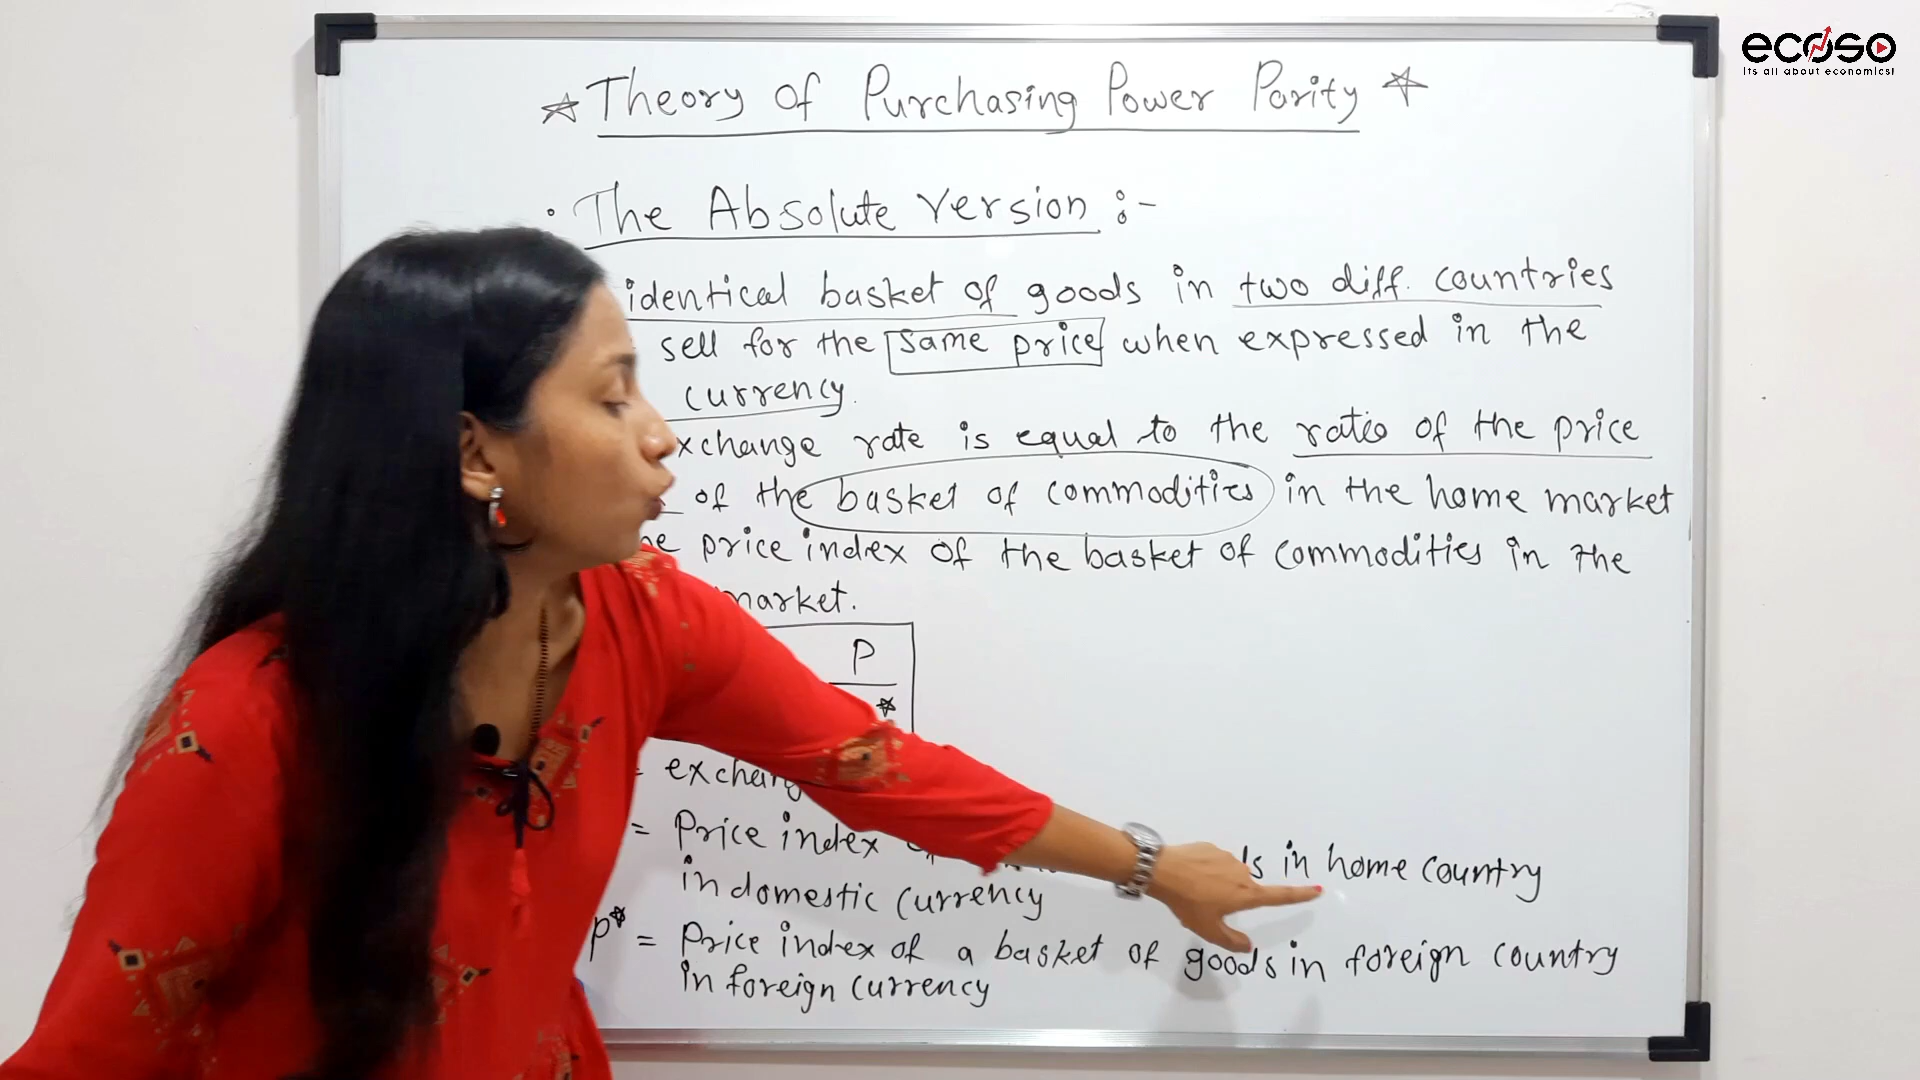 ecoso
Its all about economics!
☆ Theory of Purchasing Power Parity ☆
• The Absolute Version :-
identical basket of goods in two diff. countries
sell for the same price when expressed in the
currency.
exchange rate is equal to the ratio of the price
of the basket of commodities in the home market
price index of the basket of commodities in the
market.
P
*
= exchan
= Price index in home country
in domestic currency
P* = Price index of a basket of goods in foreign country
in foreign currency